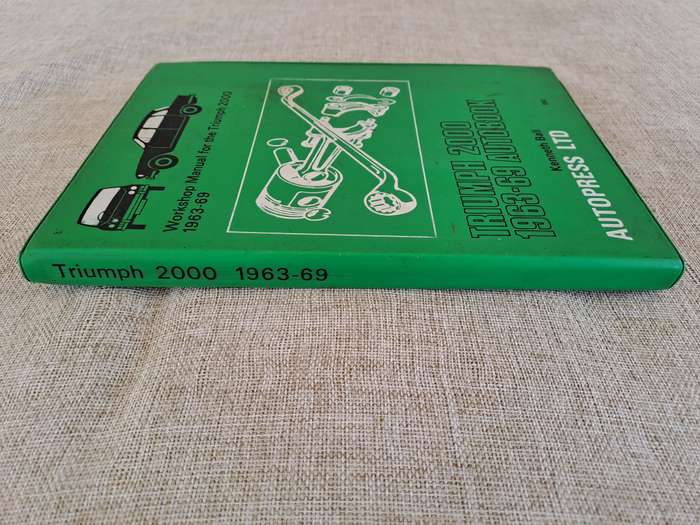 Workshop Manual for the Triumph 2000
1963-69
TRIUMPH 2000
1963-69 AUTOBOOK
Kenneth Ball
AUTOPRESS LTD
Triumph 2000 1963-69